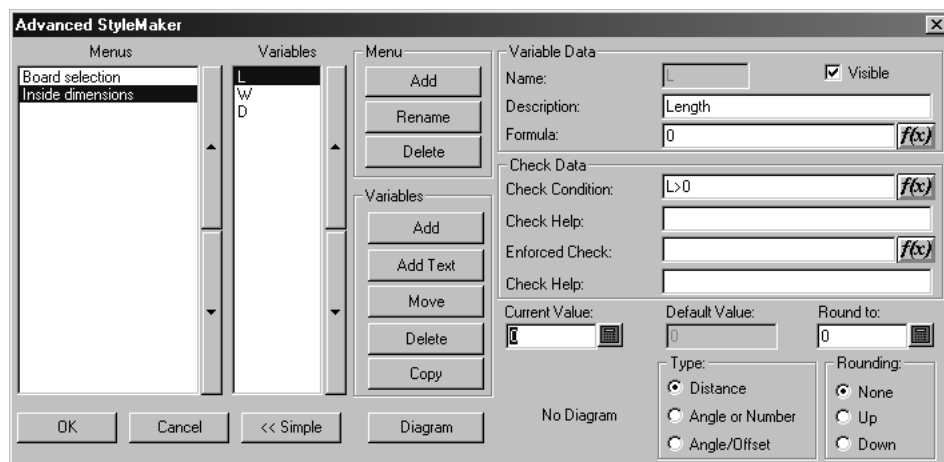 Advanced StyleMaker
Menus
Board selection
Inside dimensions
Variables
L
W
D
Menu
Add
Rename
Delete
Variables
Add
Add Text
Move
Delete
Copy
Variable Data
Name: L
Visible
Description: Length
Formula: 0 f(x)
Check Data
Check Condition: L>0 f(x)
Check Help:
Enforced Check: f(x)
Check Help:
Current Value: Default Value: Round to:
0 0 0
No Diagram
Type:
Distance
Angle or Number
Angle/Offset
Rounding:
None
Up
Down
OK Cancel << Simple Diagram